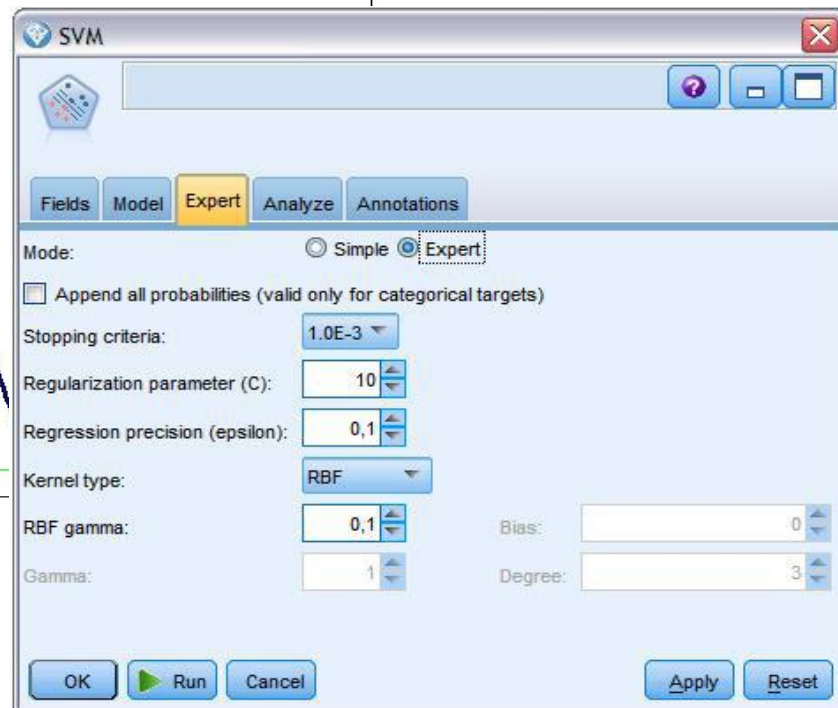 SVM
Fields Model Expert Analyze Annotations
Mode: Simple Expert
Append all probabilities (valid only for categorical targets)
Stopping criteria: 1.0E-3
Regularization parameter (C): 10
Regression precision (epsilon): 0,1
Kernel type: RBF
RBF gamma: 0,1 Bias: 0
Gamma: 1 Degree: 3
OK Run Cancel Apply Reset